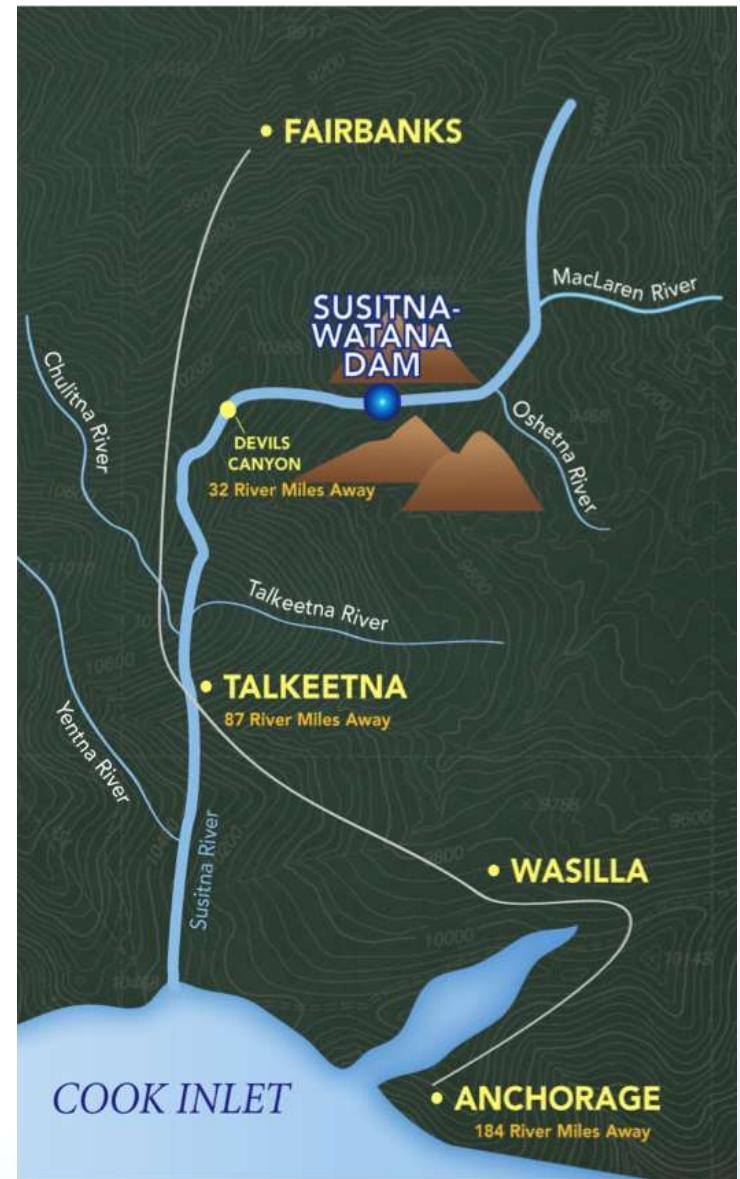 • FAIRBANKS
MacLaren River
SUSITNA-
WATANA
DAM
Chulitna River
Oshetna River
DEVILS
CANYON
32 River Miles Away
Talkeetna River
• TALKEETNA
87 River Miles Away
Yentna River
Susitna River
• WASILLA
COOK INLET
• ANCHORAGE
184 River Miles Away